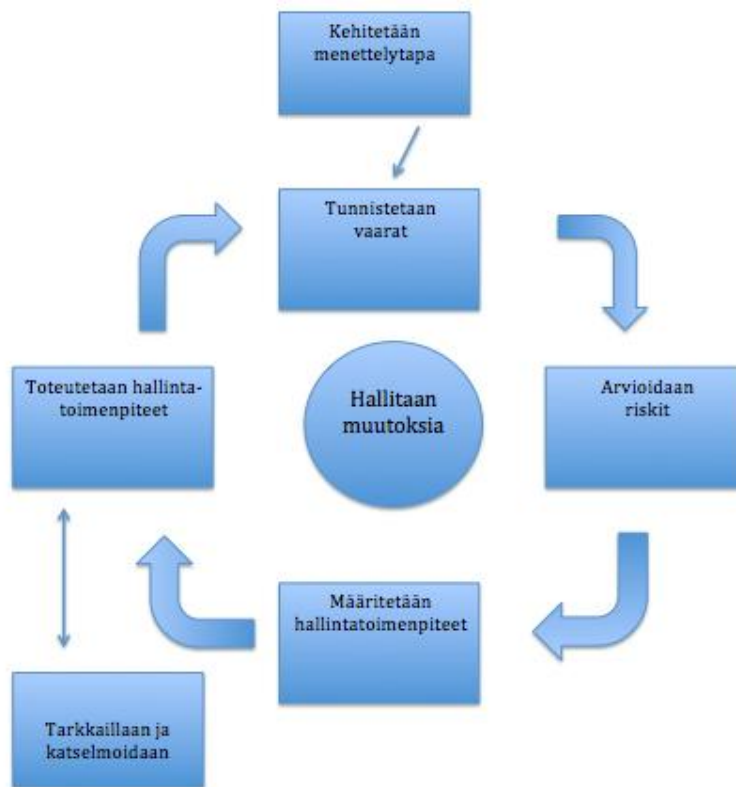 Kehitetään
menettelytapa
Tunnistetaan
vaarat
Arvioidaan
riskit
Hallitaan
muutoksia
Määritetään
hallintatoimenpiteet
Toteutetaan hallinta-
toimenpiteet
Tarkkaillaan ja
katselmoidaan